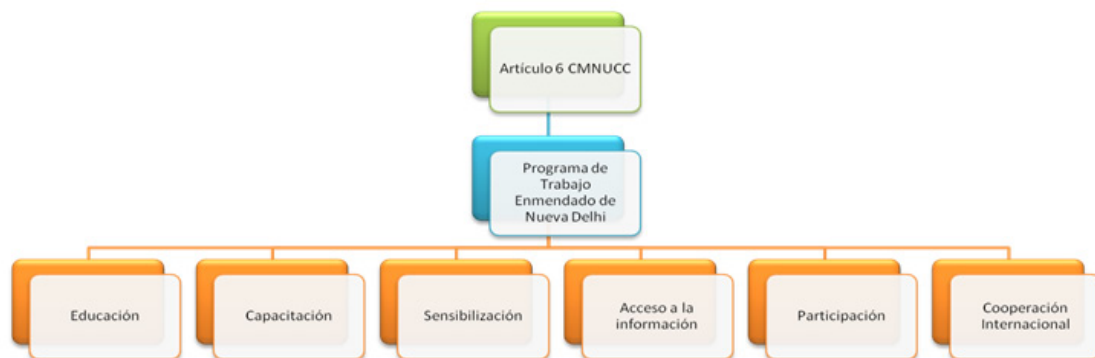 Artículo 6 CMNUCC
Programa de
Trabajo
Enmendado de
Nueva Delhi
Educación
Capacitación
Sensibilización
Acceso a la
información
Participación
Cooperación
Internacional